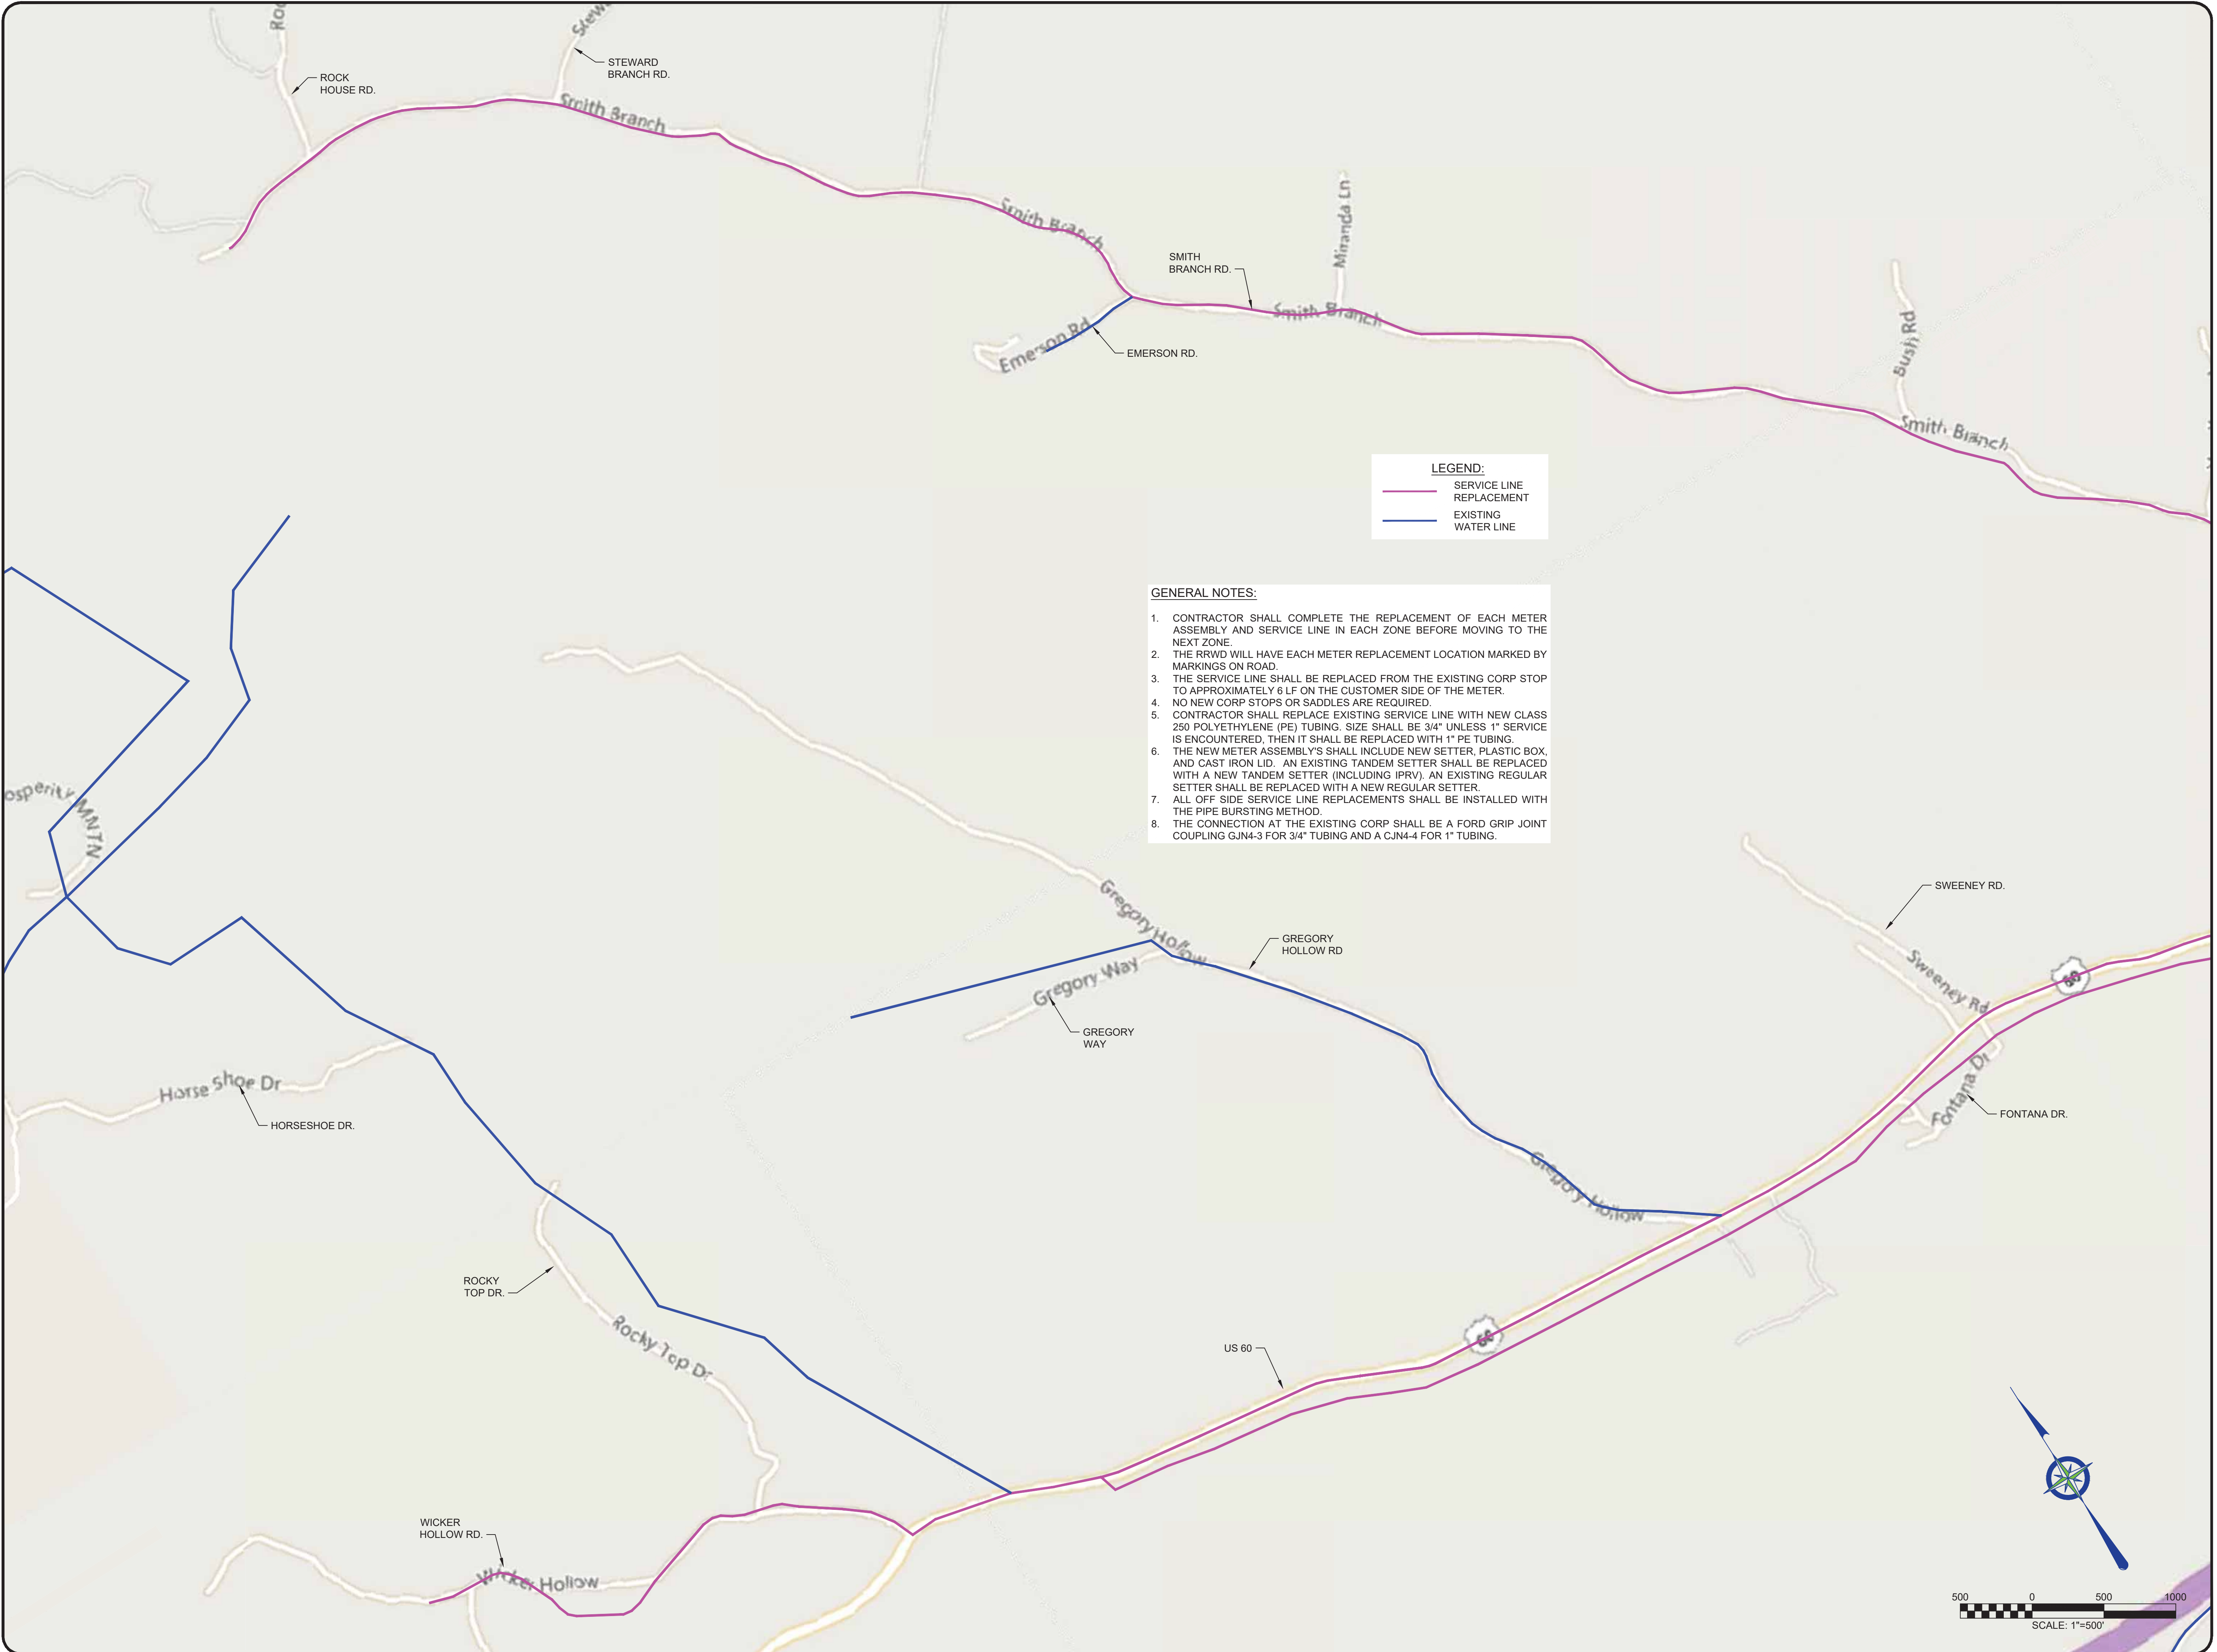 ROCK
HOUSE RD.
STEWARD
BRANCH RD.
Smith Branch
Smith Branch
SMITH
BRANCH RD.
Miranda Ln
Smith Branch
Emerson Rd
EMERSON RD.
Bush Rd
Smith Branch
LEGEND:
SERVICE LINE
REPLACEMENT
EXISTING
WATER LINE
GENERAL NOTES:
1. CONTRACTOR SHALL COMPLETE THE REPLACEMENT OF EACH METER
ASSEMBLY AND SERVICE LINE IN EACH ZONE BEFORE MOVING TO THE
NEXT ZONE.
2. THE RRWD WILL HAVE EACH METER REPLACEMENT LOCATION MARKED BY
MARKINGS ON ROAD.
3. THE SERVICE LINE SHALL BE REPLACED FROM THE EXISTING CORP STOP
TO APPROXIMATELY 6 LF ON THE CUSTOMER SIDE OF THE METER.
4. NO NEW CORP STOPS OR SADDLES ARE REQUIRED.
5. CONTRACTOR SHALL REPLACE EXISTING SERVICE LINE WITH NEW CLASS
250 POLYETHYLENE (PE) TUBING. SIZE SHALL BE 3/4" UNLESS 1" SERVICE
IS ENCOUNTERED, THEN IT SHALL BE REPLACED WITH 1" PE TUBING.
6. THE NEW METER ASSEMBLY'S SHALL INCLUDE NEW SETTER, PLASTIC BOX,
AND CAST IRON LID. AN EXISTING TANDEM SETTER SHALL BE REPLACED
WITH A NEW TANDEM SETTER (INCLUDING IPRV). AN EXISTING REGULAR
SETTER SHALL BE REPLACED WITH A NEW REGULAR SETTER.
7. ALL OFF SIDE SERVICE LINE REPLACEMENTS SHALL BE INSTALLED WITH
THE PIPE BURSTING METHOD.
8. THE CONNECTION AT THE EXISTING CORP SHALL BE A FORD GRIP JOINT
COUPLING GJN4-3 FOR 3/4" TUBING AND A CJN4-4 FOR 1" TUBING.
osperity MNTN
Gregory Hollow
GREGORY
HOLLOW RD
Gregory Way
GREGORY
WAY
SWEENEY RD.
Sweeney Rd
60
Fontana Dr
FONTANA DR.
Horse Shoe Dr
HORSESHOE DR.
Gregory Hollow
ROCKY
TOP DR.
Rocky Top Dr
US 60
60
WICKER
HOLLOW RD.
Wicker Hollow
500 0 500 1000
SCALE: 1"=500'